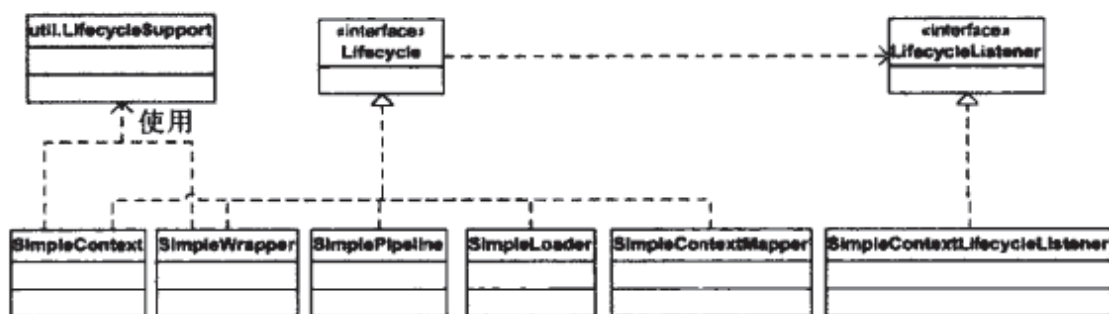 util.LifecycleSupport
«interface»
Lifecycle
«interface»
LifecycleListener
使用
SimpleContext
SimpleWrapper
SimplePipeline
SimpleLoader
SimpleContextMapper
SimpleContextLifecycleListener